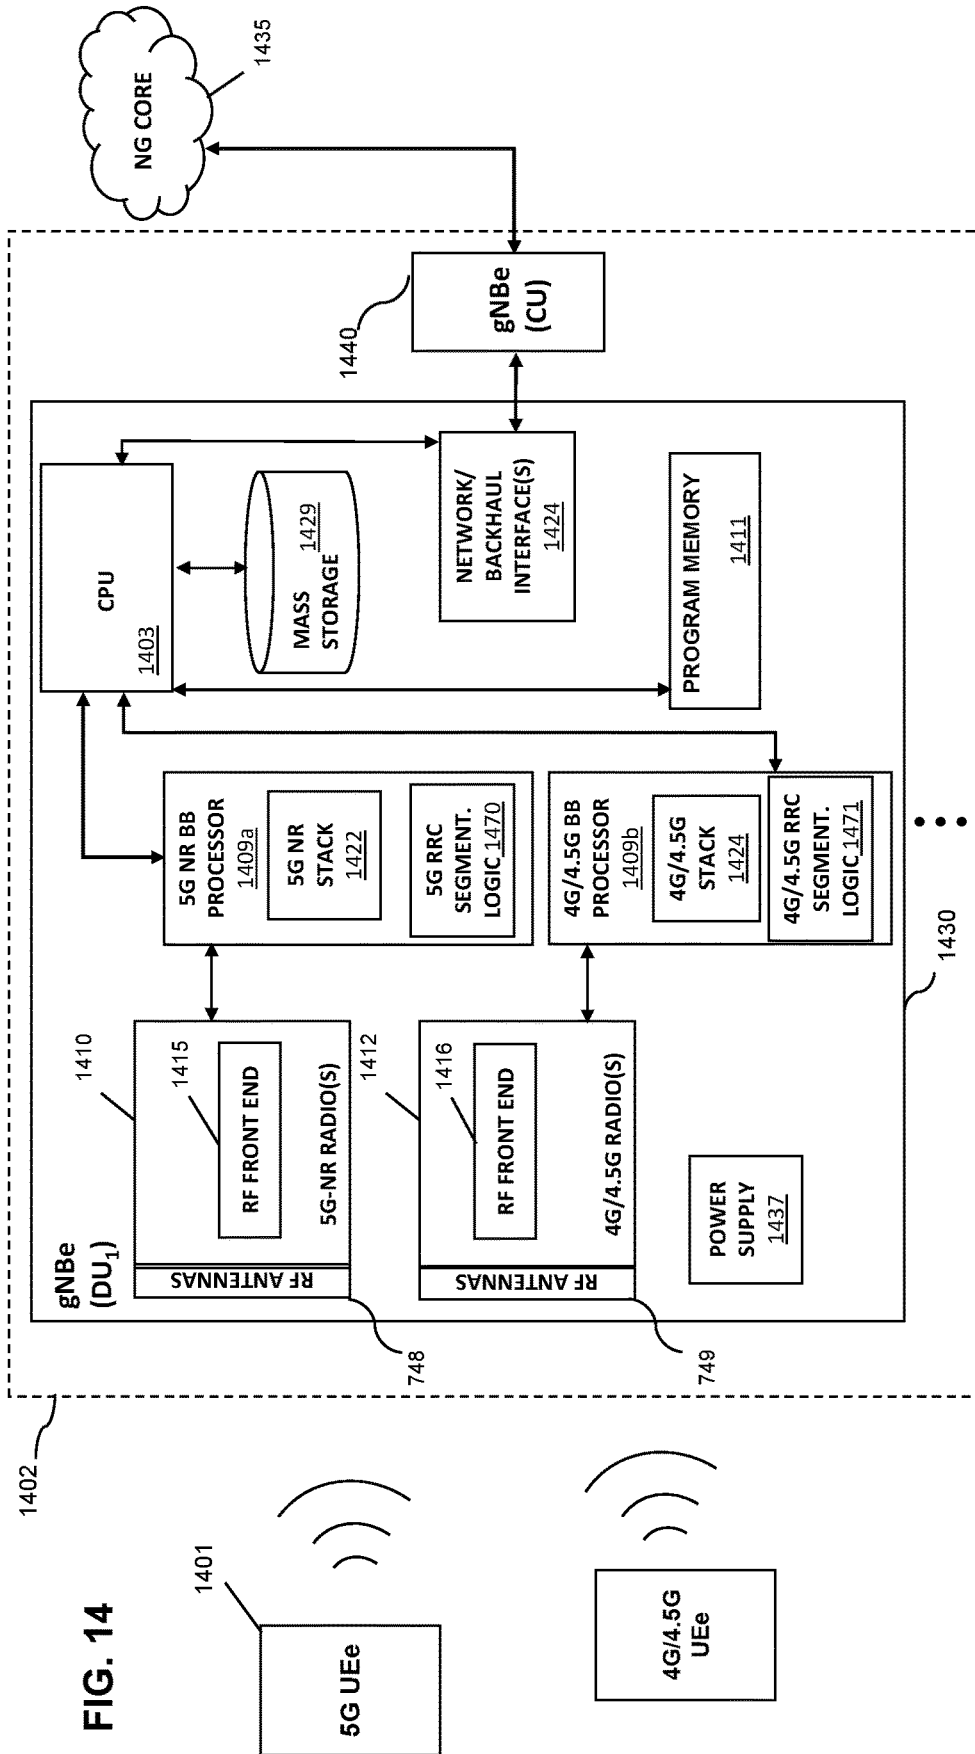 FIG. 14
1402
1401
5G UEe
4G/4.5G
UEe
gNBe
(DU1)
1410
1415
RF FRONT END
5G-NR RADIO(S)
RF ANTENNAS
748
1412
1416
RF FRONT END
4G/4.5G RADIO(S)
RF ANTENNAS
749
POWER
SUPPLY
1437
5G NR BB
PROCESSOR
1409a
5G NR
STACK
1422
5G RRC
SEGMENT.
LOGIC 1470
4G/4.5G BB
PROCESSOR
1409b
4G/4.5G
STACK
1424
4G/4.5G RRC
SEGMENT.
LOGIC 1471
1430
CPU
1403
1429
MASS
STORAGE
NETWORK/
BACKHAUL
INTERFACE(S)
1424
PROGRAM MEMORY
1411
1440
gNBe
(CU)
NG CORE
1435